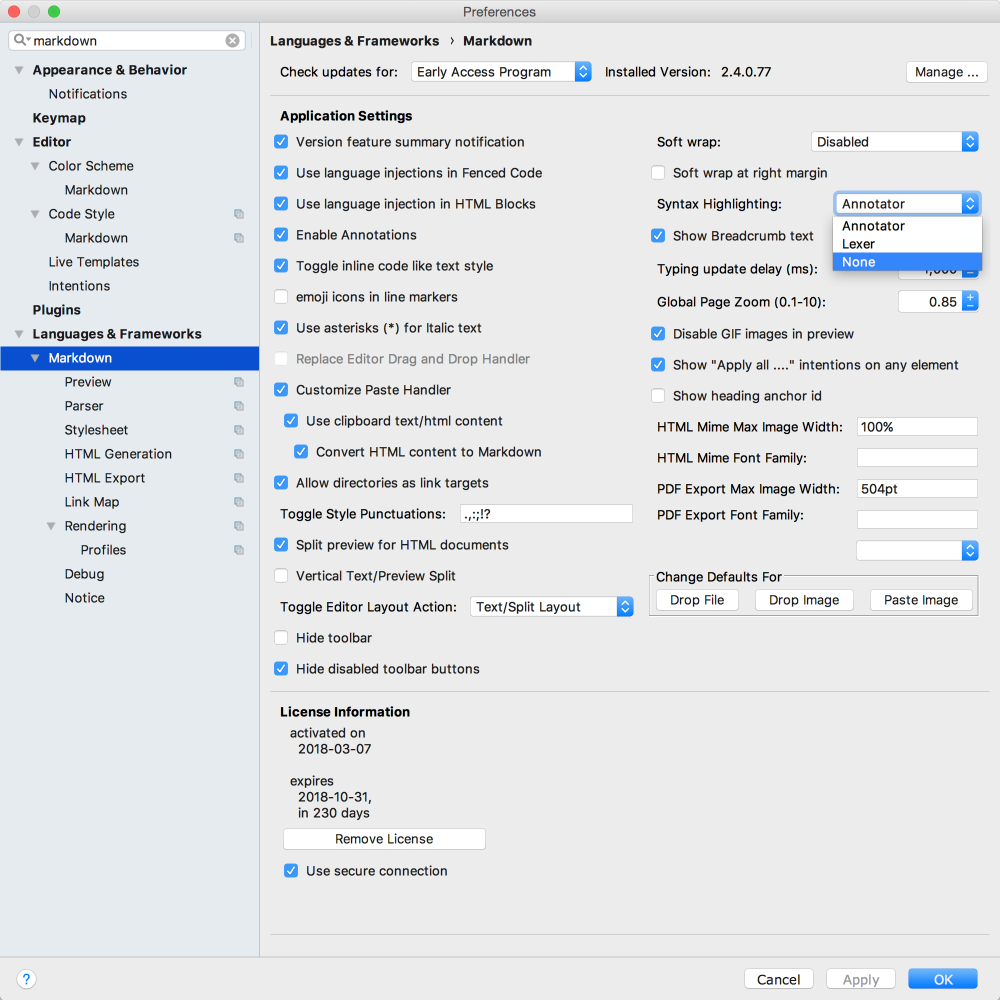 Preferences
markdown
Appearance & Behavior
Notifications
Keymap
Editor
Color Scheme
Markdown
Code Style
Markdown
Live Templates
Intentions
Plugins
Languages & Frameworks
Markdown
Preview
Parser
Stylesheet
HTML Generation
HTML Export
Link Map
Rendering
Profiles
Debug
Notice
Languages & Frameworks › Markdown
Check updates for: Early Access Program Installed Version: 2.4.0.77 Manage ...
Application Settings
Version feature summary notification
Use language injections in Fenced Code
Use language injection in HTML Blocks
Enable Annotations
Toggle inline code like text style
emoji icons in line markers
Use asterisks (*) for Italic text
Replace Editor Drag and Drop Handler
Customize Paste Handler
Use clipboard text/html content
Convert HTML content to Markdown
Allow directories as link targets
Toggle Style Punctuations: .,:;!?
Split preview for HTML documents
Vertical Text/Preview Split
Toggle Editor Layout Action: Text/Split Layout
Hide toolbar
Hide disabled toolbar buttons
Soft wrap: Disabled
Soft wrap at right margin
Syntax Highlighting: Annotator
Annotator
Lexer
None
Show Breadcrumb text
Typing update delay (ms):
Global Page Zoom (0.1-10): 0.85
Disable GIF images in preview
Show "Apply all ...." intentions on any element
Show heading anchor id
HTML Mime Max Image Width: 100%
HTML Mime Font Family:
PDF Export Max Image Width: 504pt
PDF Export Font Family:
Change Defaults For
Drop File Drop Image Paste Image
License Information
activated on
2018-03-07
expires
2018-10-31,
in 230 days
Remove License
Use secure connection
? Cancel Apply OK